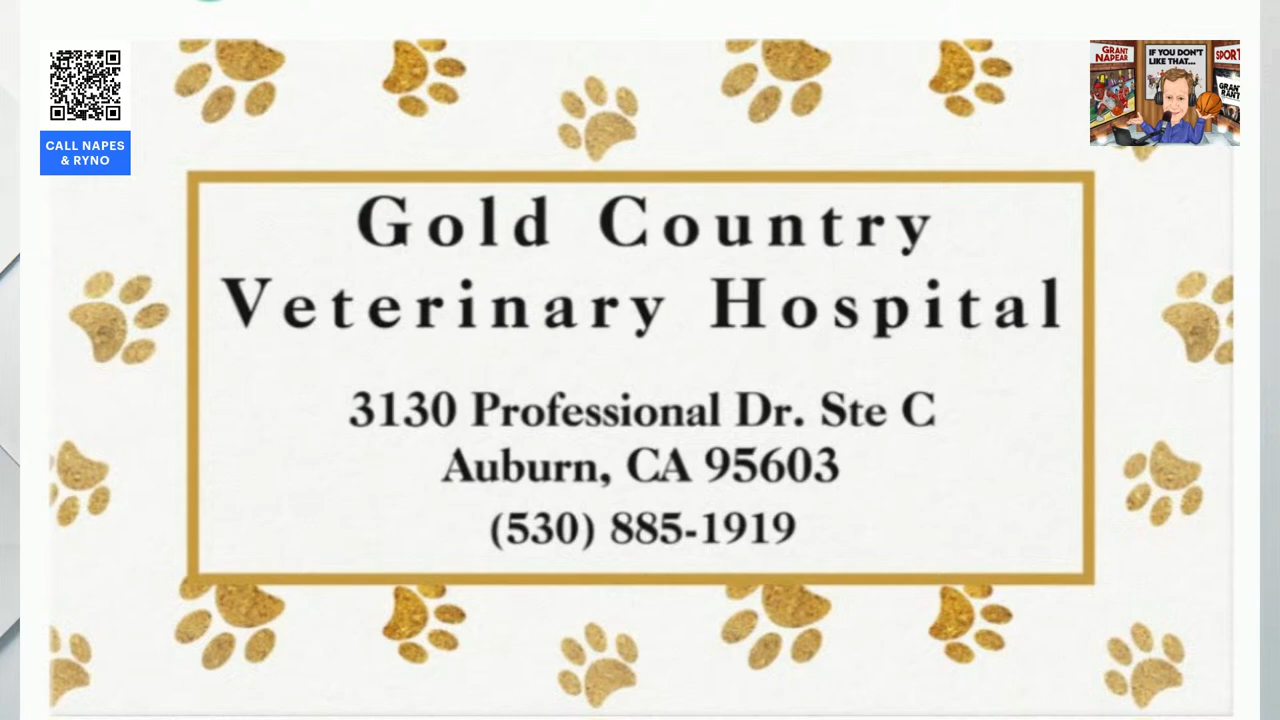 CALL NAPES
& RYNO
GRANT
NAPEAR
IF YOU DON'T
LIKE THAT...
Gold Country
Veterinary Hospital
3130 Professional Dr. Ste C
Auburn, CA 95603
(530) 885-1919